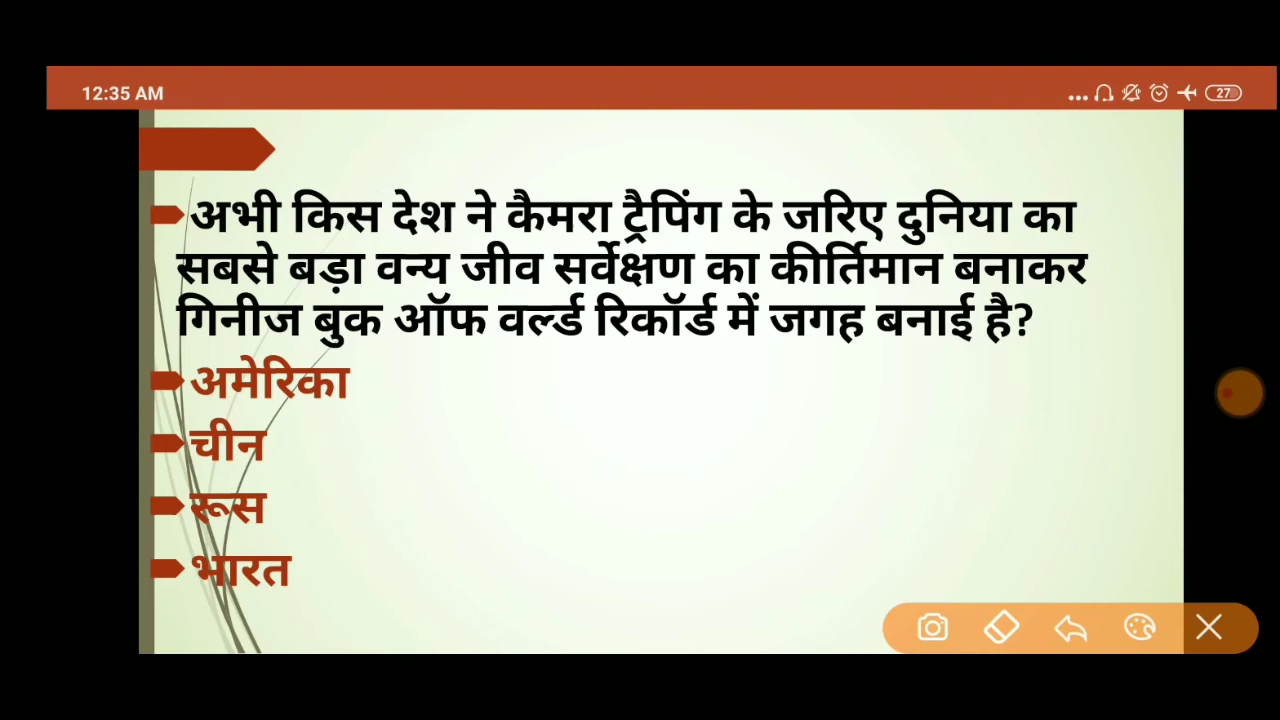 12:35 AM
27
अभी किस देश ने कैमरा ट्रैपिंग के जरिए दुनिया का
सबसे बड़ा वन्य जीव सर्वेक्षण का कीर्तिमान बनाकर
गिनीज बुक ऑफ वर्ल्ड रिकॉर्ड में जगह बनाई है?
अमेरिका
चीन
रूस
भारत